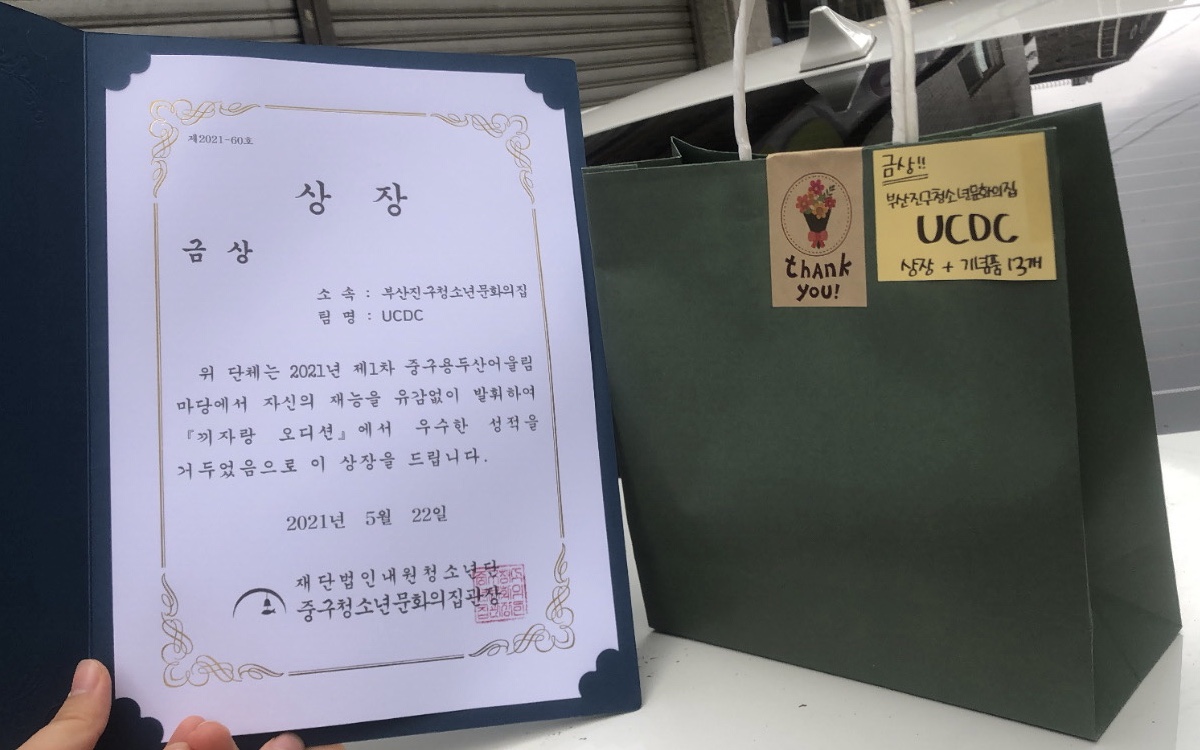 제2021-60호
상 장
금 상
소 속 : 부산진구청소년문화의집
팀 명 : UCDC
위 단체는 2021년 제1차 중구용두산어울림
마당에서 자신의 재능을 유감없이 발휘하여
『끼자랑 오디션』에서 우수한 성적을
거두었음으로 이 상장을 드립니다.
2021년 5월 22일
재단법인내원청소년단
중구청소년문화의집관장
thank
you!
금상!!
부산진구청소년문화의집
UCDC
상장 + 기념품 13개